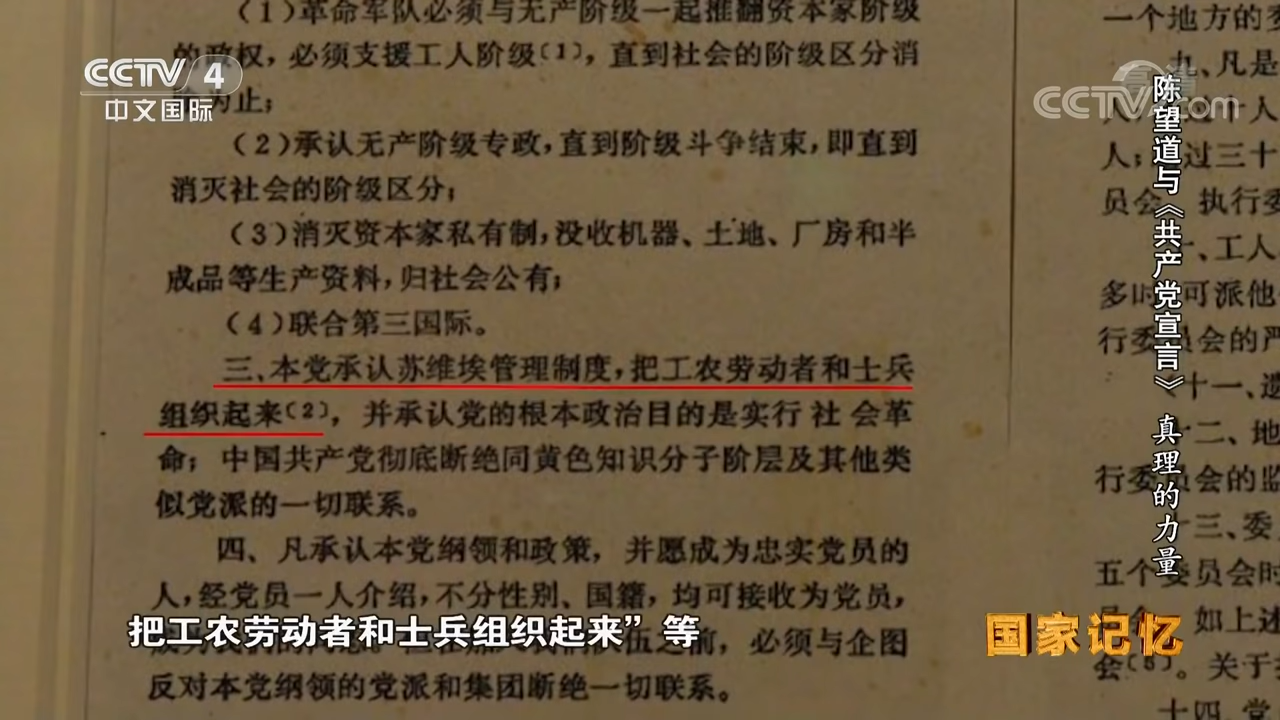 (1)革命军队必须与无产阶级一起推翻资本家阶级
的政权，必须支援工人阶级(1)，直到社会的阶级区分消
为止；
(2)承认无产阶级专政，直到阶级斗争结束，即直到
消灭社会的阶级区分；
(3)消灭资本家私有制，没收机器、土地、厂房和半
成品等生产资料，归社会公有；
(4)联合第三国际。
三、本党承认苏维埃管理制度，把工农劳动者和士兵
组织起来(2)，并承认党的根本政治目的是实行社会革
命；中国共产党彻底断绝同黄色知识分子阶层及其他类
似党派的一切联系。
四、凡承认本党纲领和政策，并愿成为忠实党员的
人，经党员一人介绍，不分性别、国籍，均可接收为党员，
伍之前，必须与企图
反对本党纲领的党派和集团断绝一切联系。
一个地方的
九、凡是
人
人；过三十
员会 执行委
、工人
多时 可派他
行委员会的严
十一、遗
十二、地
行委员会的监
十三、委
五个委员会时
如上述
会(5)。关于
十四、党
CCTV 4
中文国际
CCTV.com
陈望道与《共产党宣言》 真理的力量
把工农劳动者和士兵组织起来”等
国家记忆